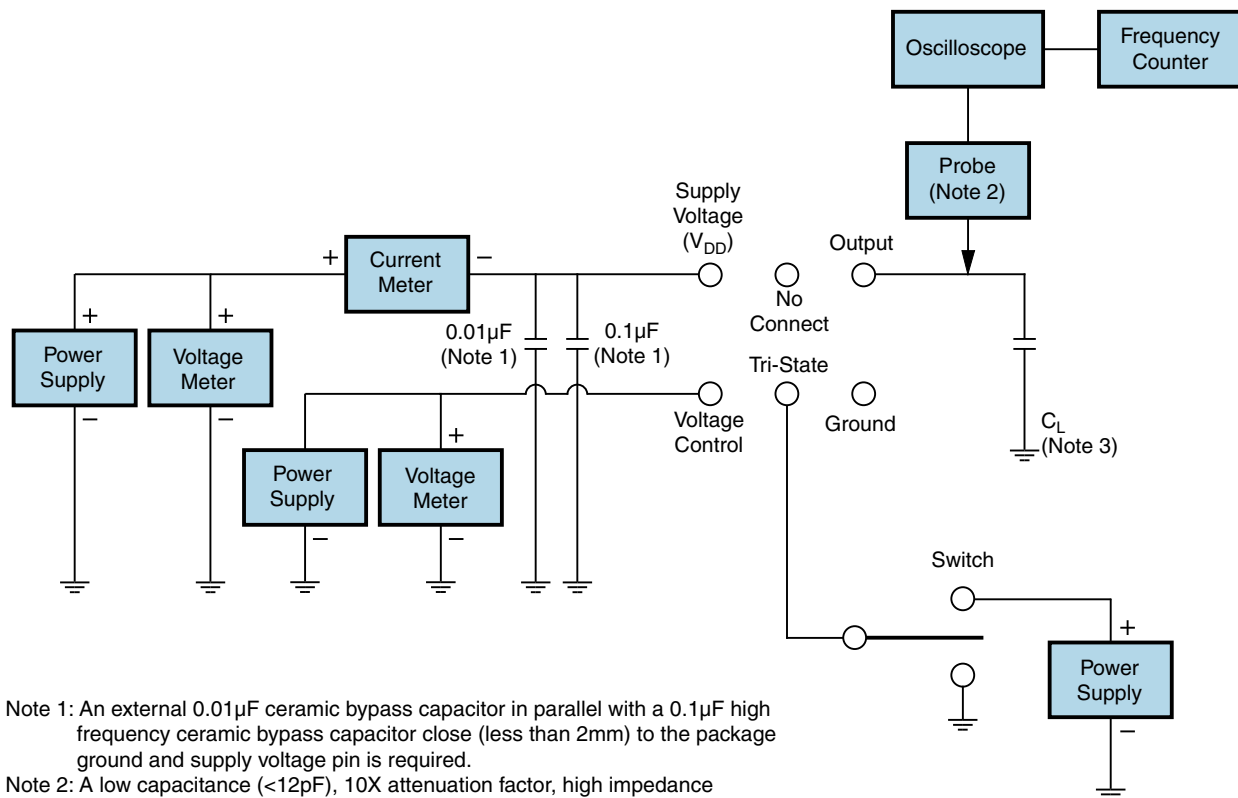 Oscilloscope
Frequency
Counter
Probe
(Note 2)
Supply
Voltage
(VDD)
Output
+
Current
Meter
−
No
Connect
+
+
0.01µF
(Note 1)
0.1µF
(Note 1)
Power
Supply
Voltage
Meter
Tri-State
−
−
Voltage
Control
Ground
CL
(Note 3)
+
Power
Supply
Voltage
Meter
−
−
Switch
+
Power
Supply
−
Note 1: An external 0.01µF ceramic bypass capacitor in parallel with a 0.1µF high
frequency ceramic bypass capacitor close (less than 2mm) to the package
ground and supply voltage pin is required.
Note 2: A low capacitance (<12pF), 10X attenuation factor, high impedance